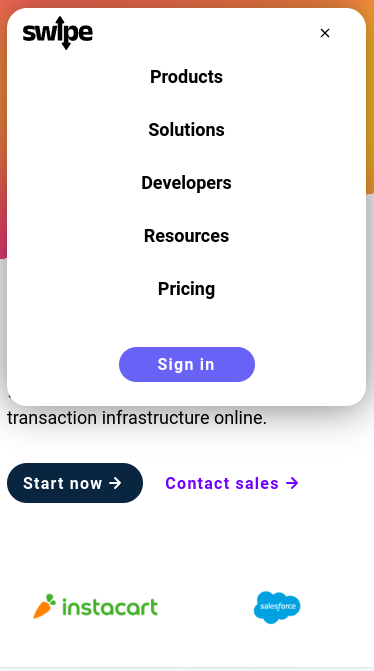 swipe
Products
Solutions
Developers
Resources
Pricing
Sign in
transaction infrastructure online.
Start now →
Contact sales →
instacart
salesforce